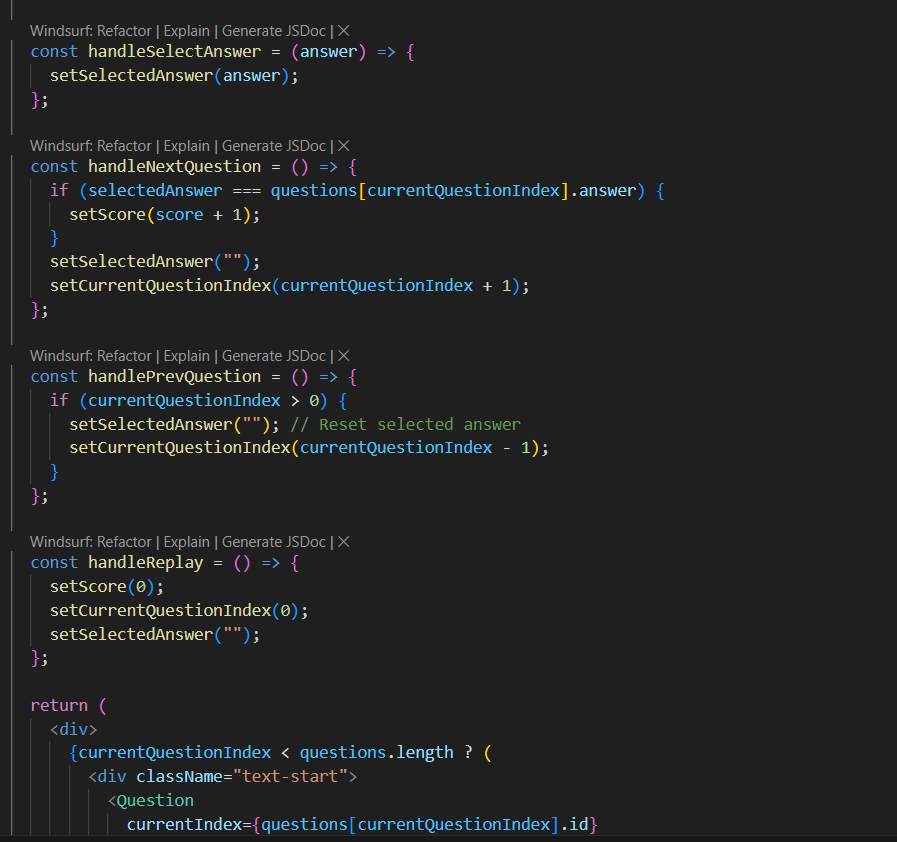 Windsurf: Refactor | Explain | Generate JSDoc | ✕
const handleSelectAnswer = (answer) => {
  setSelectedAnswer(answer);
};
Windsurf: Refactor | Explain | Generate JSDoc | ✕
const handleNextQuestion = () => {
  if (selectedAnswer === questions[currentQuestionIndex].answer) {
    setScore(score + 1);
  }
  setSelectedAnswer("");
  setCurrentQuestionIndex(currentQuestionIndex + 1);
};
Windsurf: Refactor | Explain | Generate JSDoc | ✕
const handlePrevQuestion = () => {
  if (currentQuestionIndex > 0) {
    setSelectedAnswer(""); // Reset selected answer
    setCurrentQuestionIndex(currentQuestionIndex - 1);
  }
};
Windsurf: Refactor | Explain | Generate JSDoc | ✕
const handleReplay = () => {
  setScore(0);
  setCurrentQuestionIndex(0);
  setSelectedAnswer("");
};
return (
  <div>
    {currentQuestionIndex < questions.length ? (
      <div className="text-start">
        <Question
          currentIndex={questions[currentQuestionIndex].id}